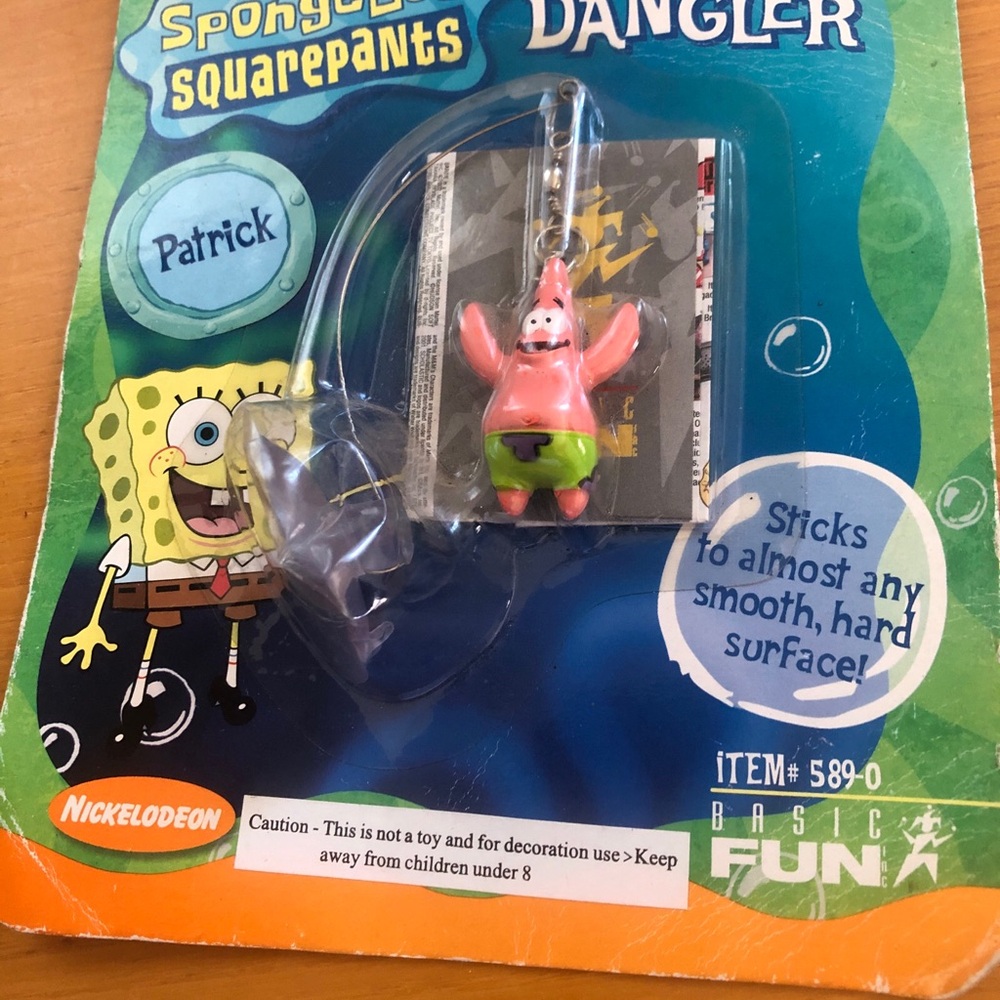 SpongeBob
SQUAREPANTS
DANGLER
Patrick
Sticks
to almost any
smooth, hard
surface!
iTEM# 589-0
BASIC
FUN INC
NICKELODEON
Caution - This is not a toy and for decoration use >Keep
away from children under 8